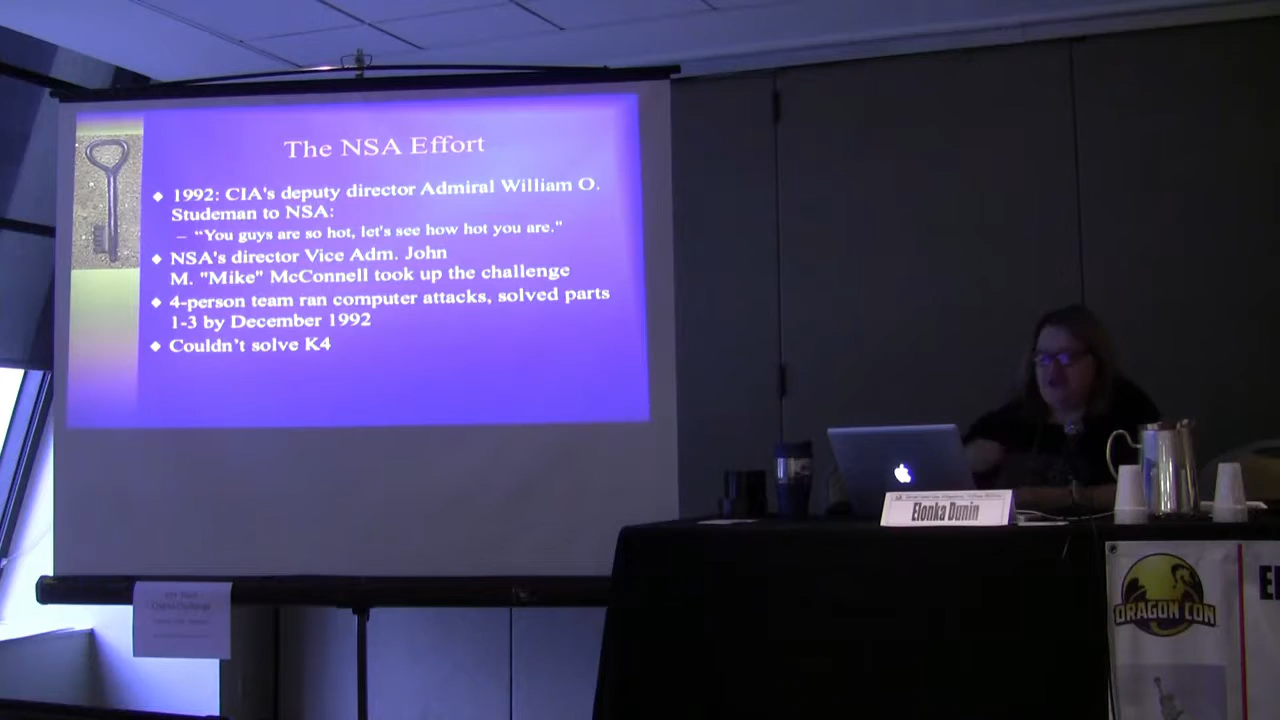 The NSA Effort
◆ 1992: CIA's deputy director Admiral William O.
Studeman to NSA:
– "You guys are so hot, let's see how hot you are."
◆ NSA's director Vice Adm. John
M. "Mike" McConnell took up the challenge
◆ 4-person team ran computer attacks, solved parts
1-3 by December 1992
◆ Couldn't solve K4
Elonka Dunin
DRAGON CON